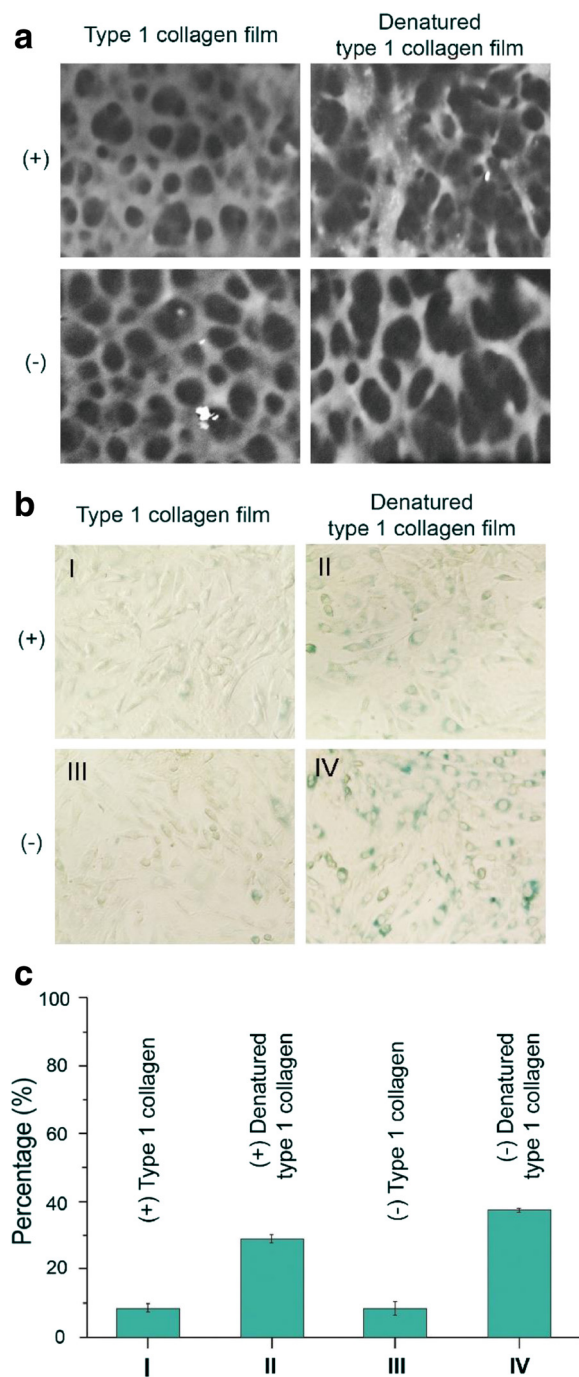 a
Type 1 collagen film
Denatured
type 1 collagen film
(+)
(-)
b
Type 1 collagen film
Denatured
type 1 collagen film
(+)
I
II
(-)
III
IV
c
Percentage (%)
100
80
60
40
20
0
(+) Type 1 collagen
(+) Denatured
type 1 collagen
(-) Type 1 collagen
(-) Denatured
type 1 collagen
I
II
III
IV